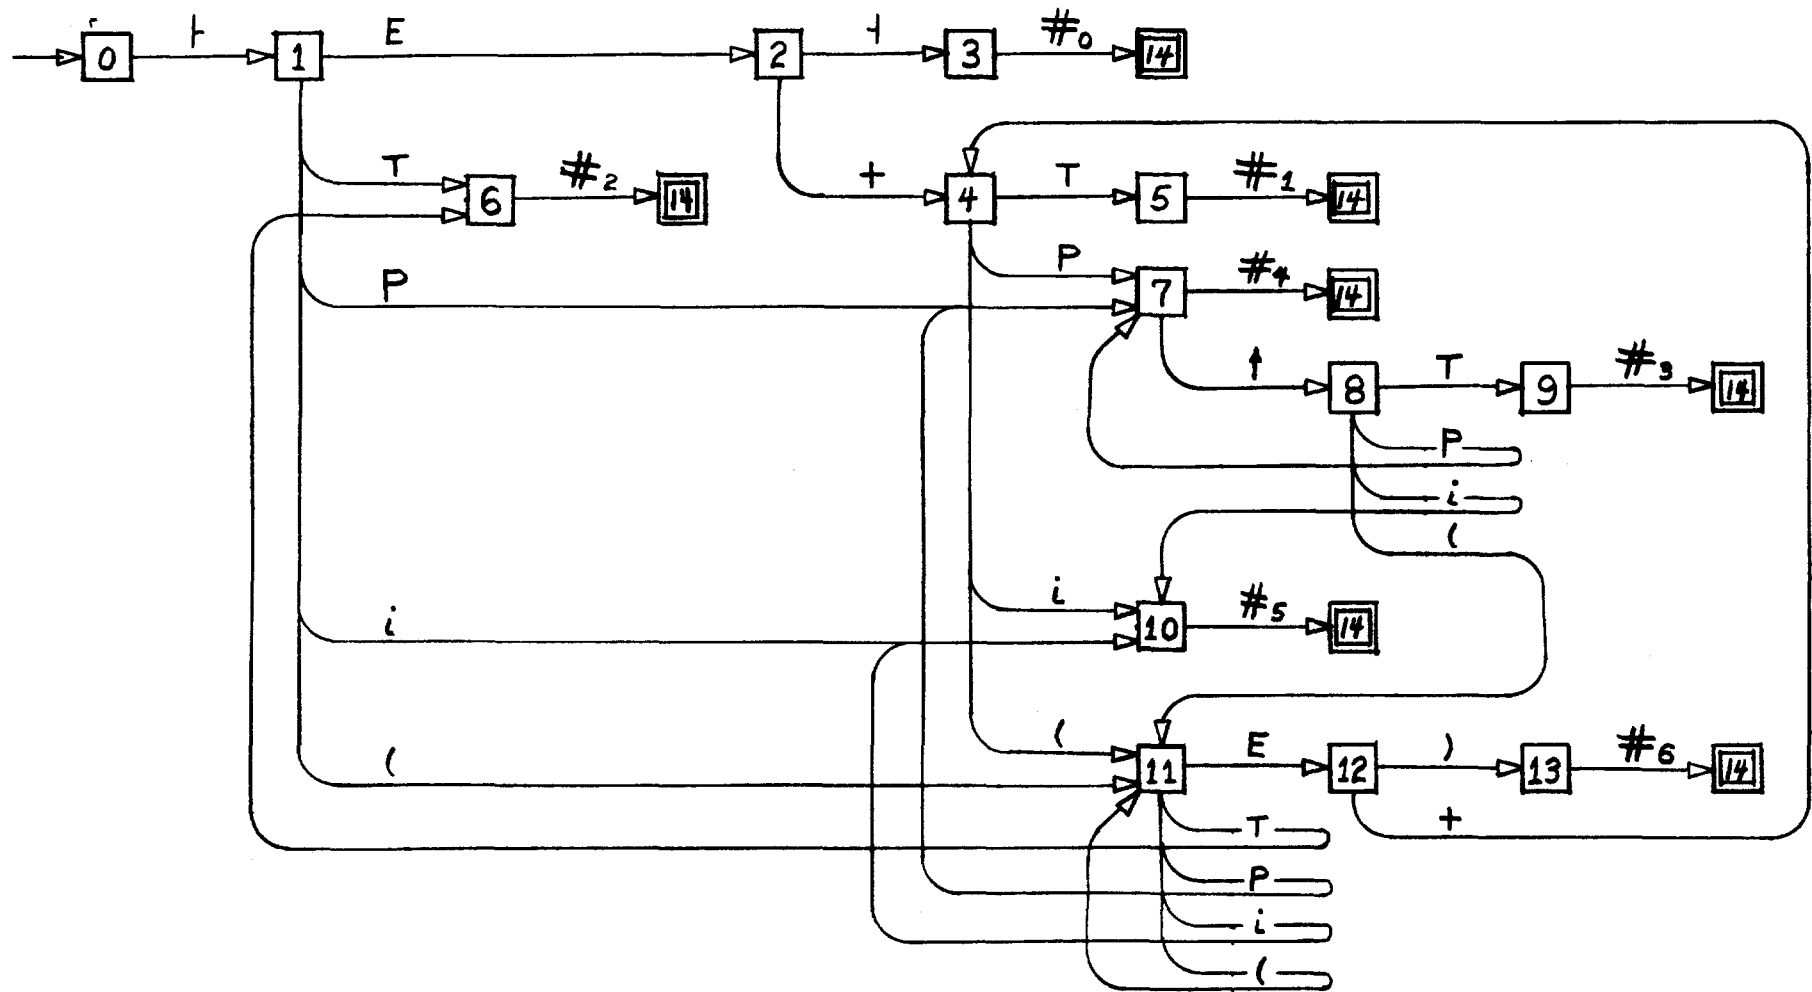 ⊢ E ⊣ #0
0 1 2 3 14
T #2 + T #1
6 14 4 5 14
P P #4
7 14
↑ T #3
8 9 14
P
i
(
i i #5
10 14
( ( E ) #6
11 12 13 14
T +
P
i
(